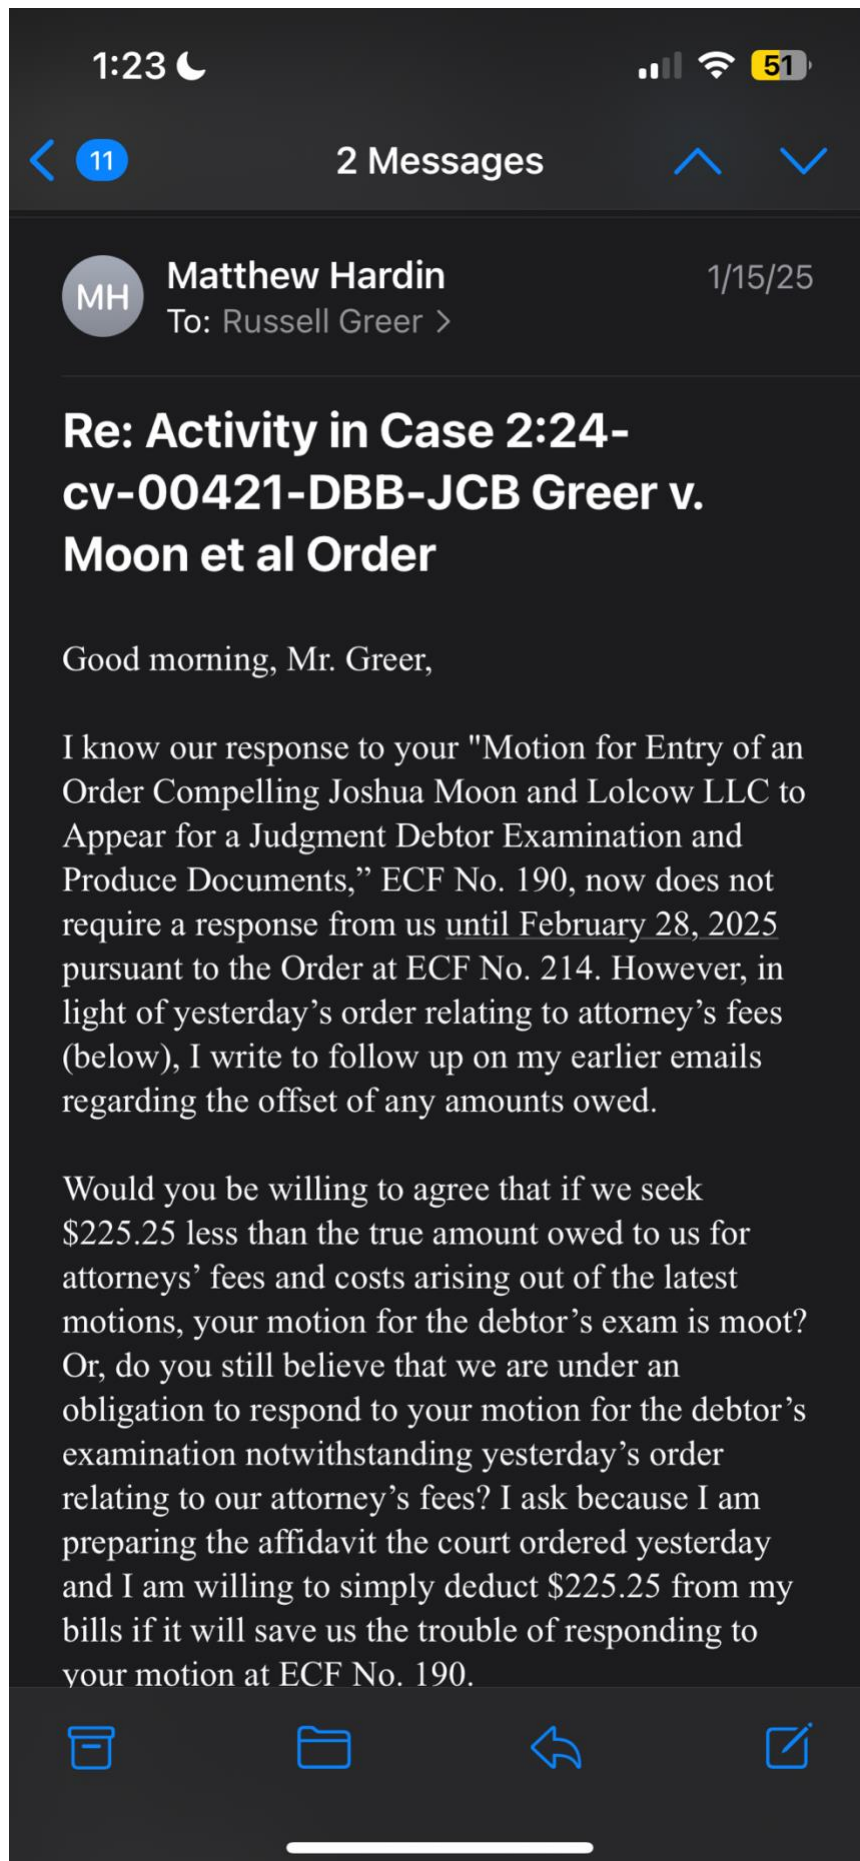 1:23
51
11
2 Messages
MH
Matthew Hardin
1/15/25
To: Russell Greer >
Re: Activity in Case 2:24-
cv-00421-DBB-JCB Greer v.
Moon et al Order
Good morning, Mr. Greer,
I know our response to your "Motion for Entry of an
Order Compelling Joshua Moon and Lolcow LLC to
Appear for a Judgment Debtor Examination and
Produce Documents,” ECF No. 190, now does not
require a response from us until February 28, 2025
pursuant to the Order at ECF No. 214. However, in
light of yesterday’s order relating to attorney’s fees
(below), I write to follow up on my earlier emails
regarding the offset of any amounts owed.
Would you be willing to agree that if we seek
$225.25 less than the true amount owed to us for
attorneys’ fees and costs arising out of the latest
motions, your motion for the debtor’s exam is moot?
Or, do you still believe that we are under an
obligation to respond to your motion for the debtor’s
examination notwithstanding yesterday’s order
relating to our attorney’s fees? I ask because I am
preparing the affidavit the court ordered yesterday
and I am willing to simply deduct $225.25 from my
bills if it will save us the trouble of responding to
your motion at ECF No. 190.